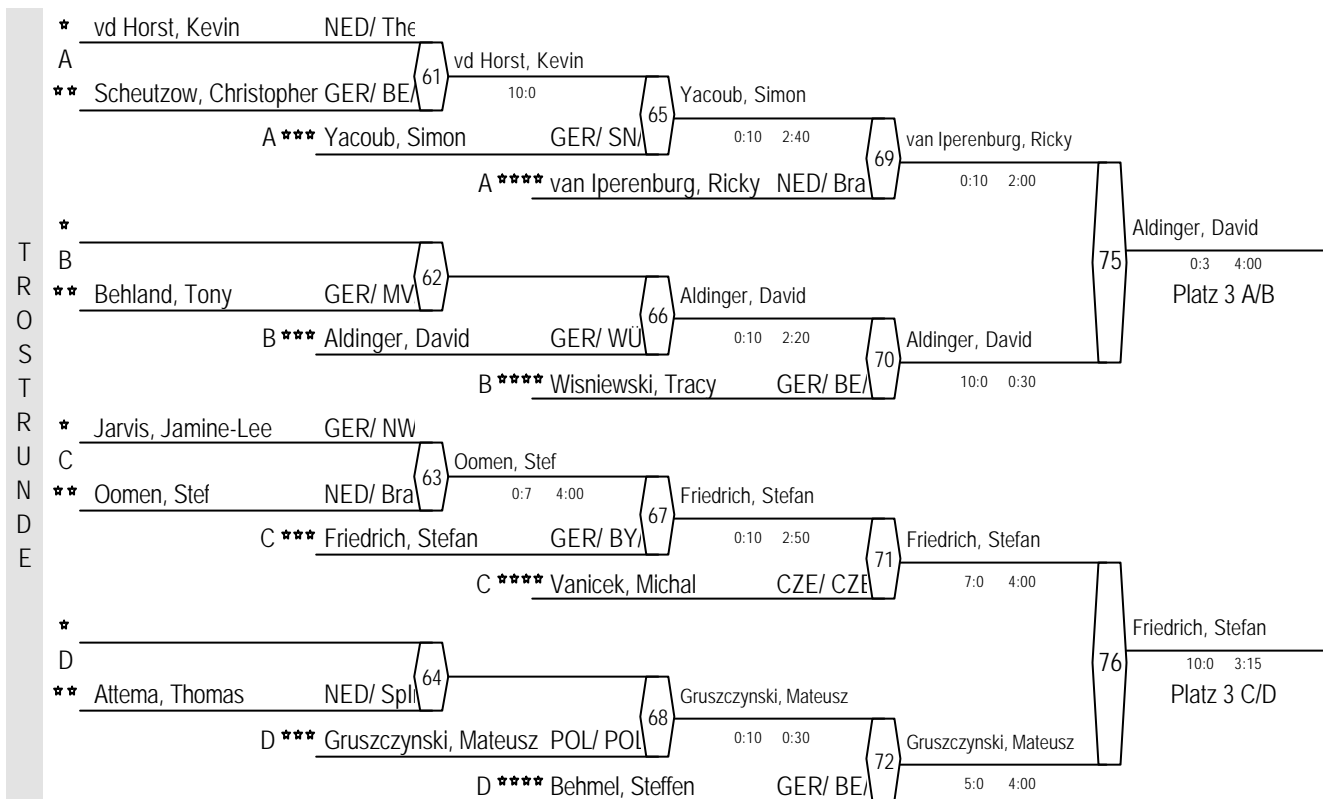 TROSTRUNDE
* vd Horst, Kevin NED/ The
A
61 vd Horst, Kevin
** Scheutzow, Christopher GER/ BE/
10:0
65 Yacoub, Simon
A *** Yacoub, Simon GER/ SN/
0:10 2:40
69 van Iperenburg, Ricky
A **** van Iperenburg, Ricky NED/ Bra
0:10 2:00
*
B
62
** Behland, Tony GER/ MV
75 Aldinger, David
0:3 4:00
Platz 3 A/B
66 Aldinger, David
B *** Aldinger, David GER/ WÜ
0:10 2:20
70 Aldinger, David
B **** Wisniewski, Tracy GER/ BE/
10:0 0:30
* Jarvis, Jamine-Lee GER/ NW
C
63 Oomen, Stef
** Oomen, Stef NED/ Bra
0:7 4:00
67 Friedrich, Stefan
C *** Friedrich, Stefan GER/ BY/
0:10 2:50
71 Friedrich, Stefan
C **** Vanicek, Michal CZE/ CZE
7:0 4:00
*
D
64
** Attema, Thomas NED/ Spli
76 Friedrich, Stefan
10:0 3:15
Platz 3 C/D
68 Gruszczynski, Mateusz
D *** Gruszczynski, Mateusz POL/ POL
0:10 0:30
72 Gruszczynski, Mateusz
D **** Behmel, Steffen GER/ BE/
5:0 4:00